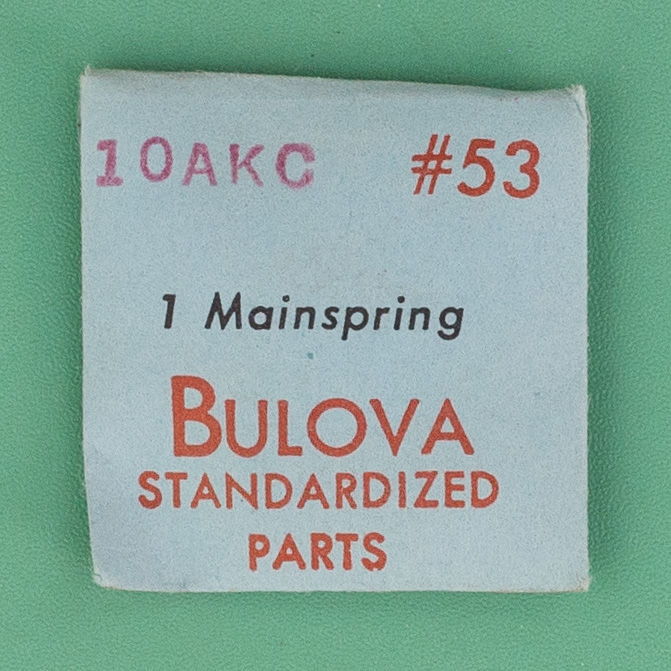 10AKC #53
1 Mainspring
BULOVA
STANDARDIZED
PARTS